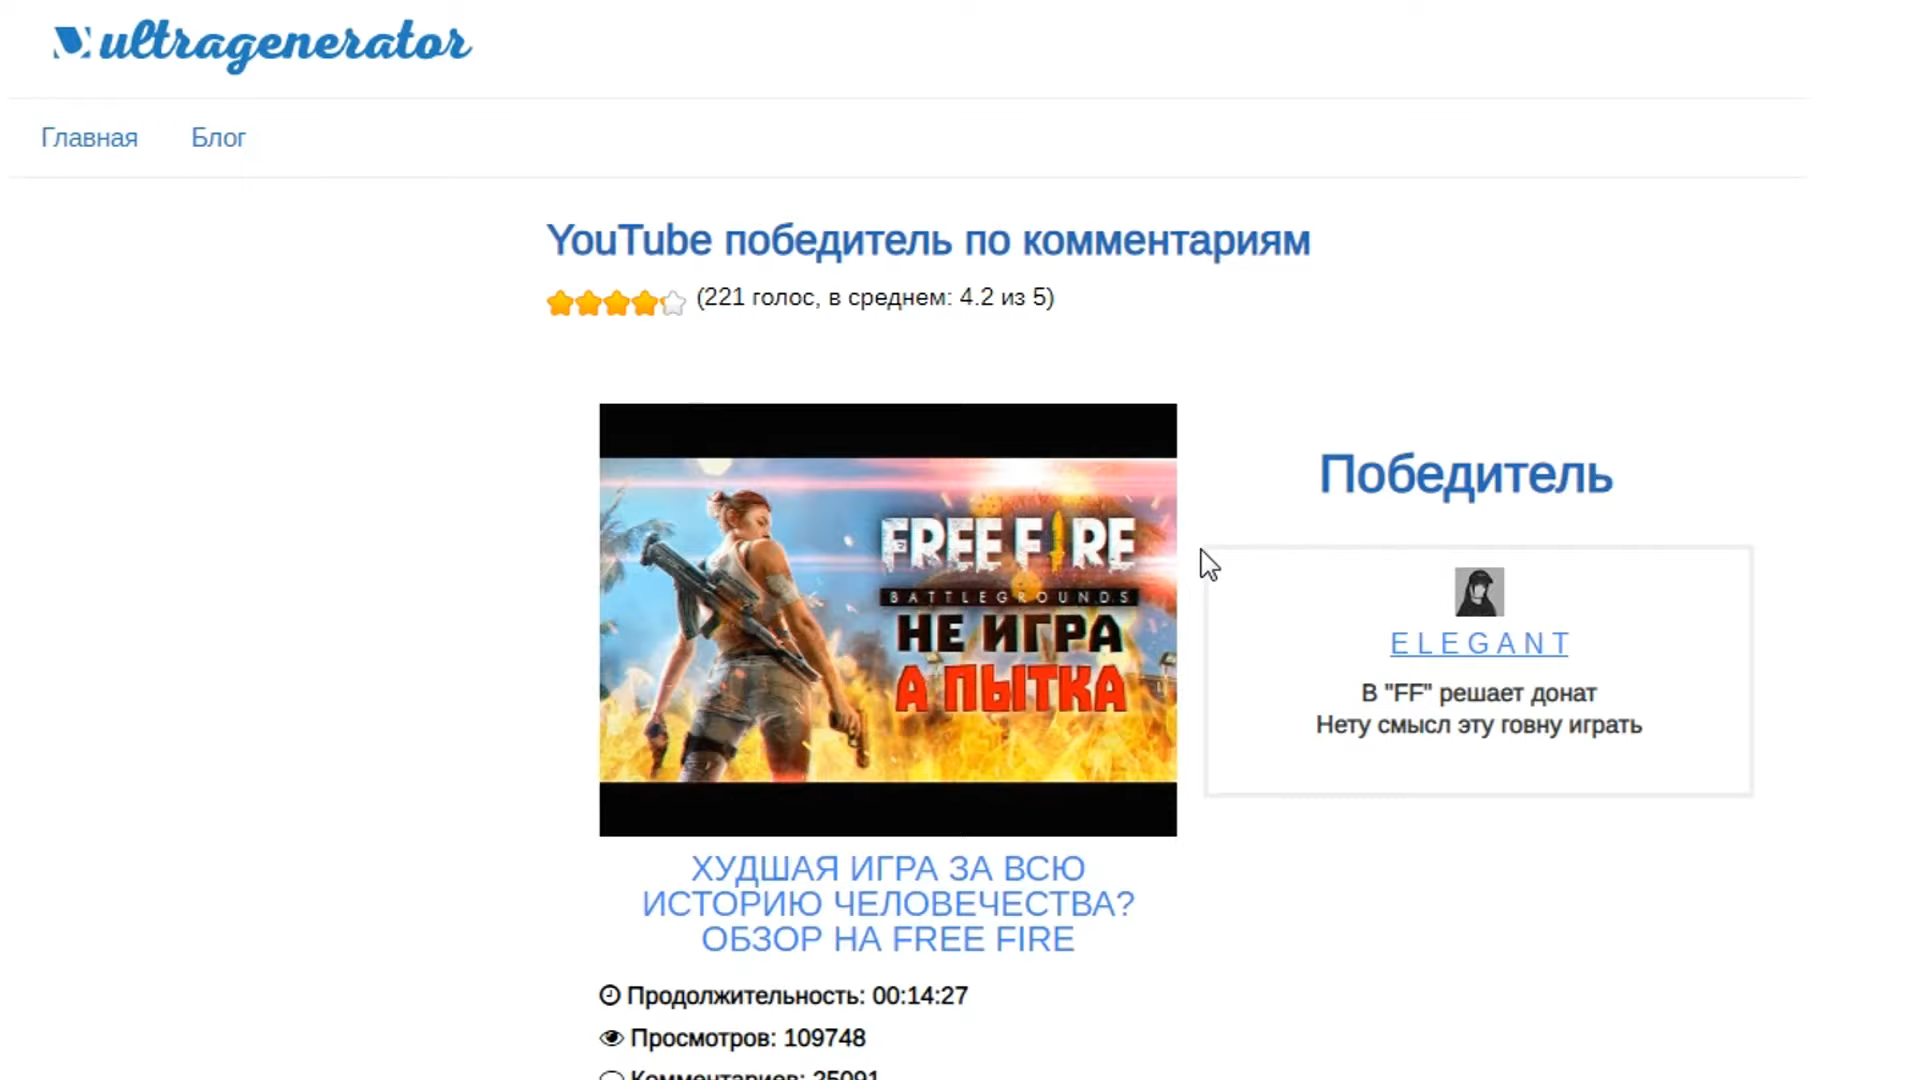 ultragenerator
Главная Блог
YouTube победитель по комментариям
(221 голос, в среднем: 4.2 из 5)
FREE FIRE
BATTLEGROUNDS
НЕ ИГРА
А ПЫТКА
ХУДШАЯ ИГРА ЗА ВСЮ
ИСТОРИЮ ЧЕЛОВЕЧЕСТВА?
ОБЗОР НА FREE FIRE
Продолжительность: 00:14:27
Просмотров: 109748
Комментариев: 25091
Победитель
E L E G A N T
В "FF" решает донат
Нету смысл эту говну играть